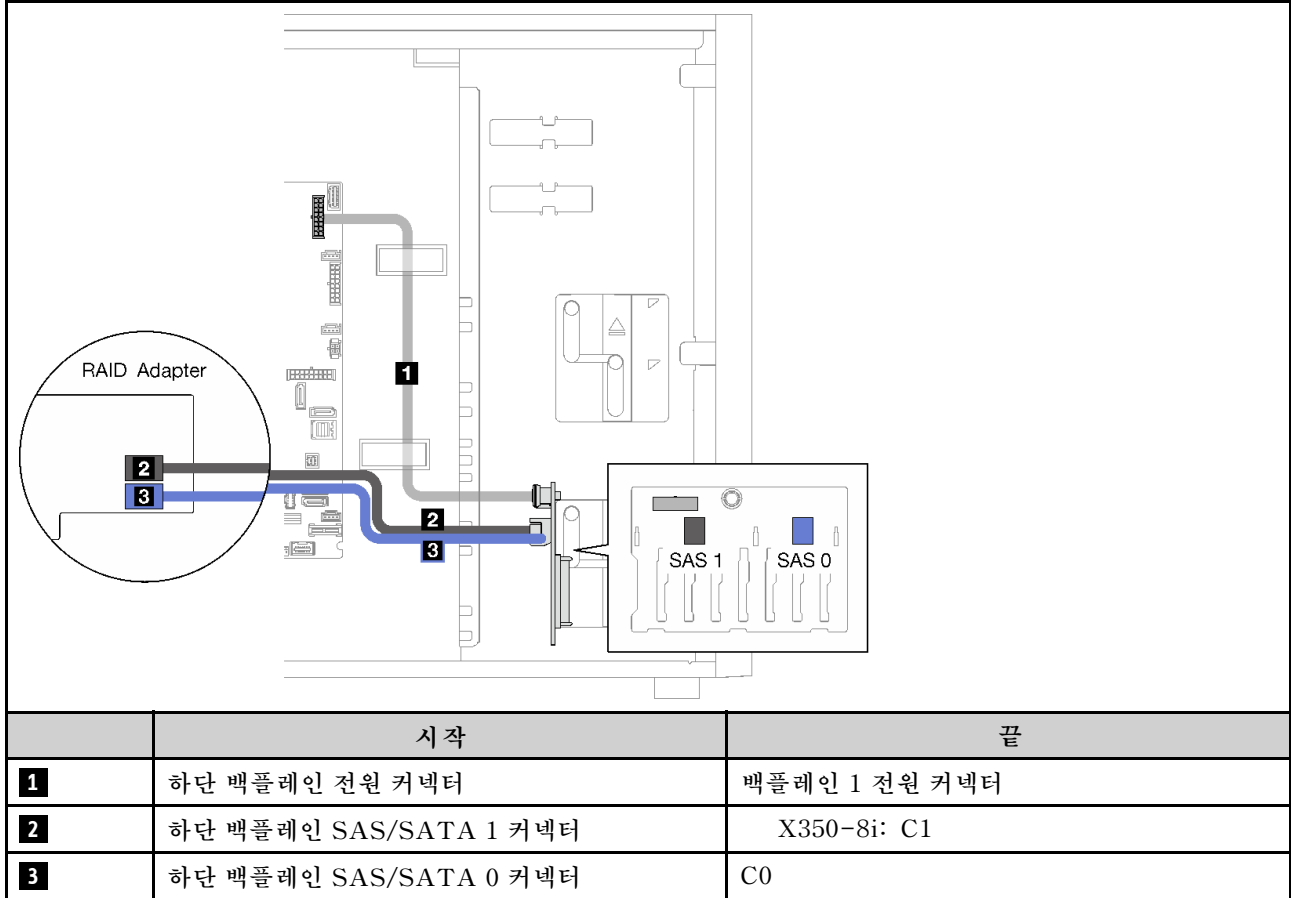 RAID Adapter
1
2
3
2
3
SAS 1 SAS 0
시작 끝
1 하단 백플레인 전원 커넥터 백플레인 1 전원 커넥터
2 하단 백플레인 SAS/SATA 1 커넥터 X350-8i: C1
3 하단 백플레인 SAS/SATA 0 커넥터 C0